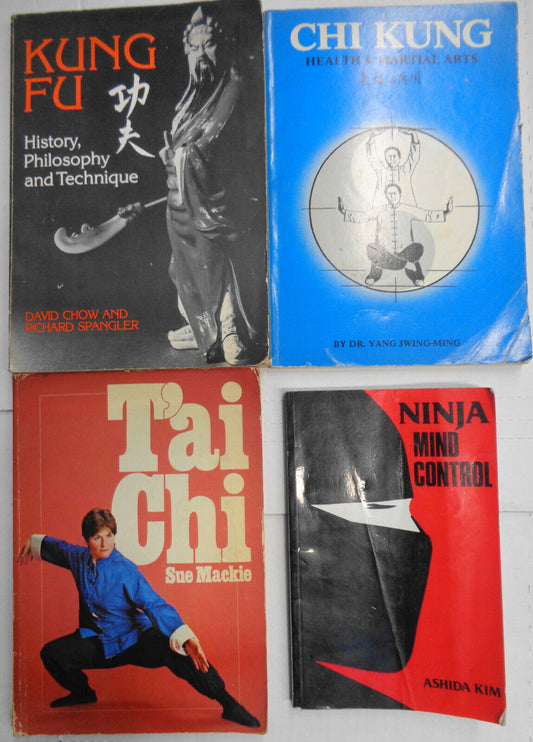 KUNG
FU
功
夫
History,
Philosophy
and Technique
DAVID CHOW AND
RICHARD SPANGLER
CHI KUNG
HEALTH & MARTIAL ARTS
BY DR. YANG JWING-MING
T'ai
Chi
Sue Mackie
NINJA
MIND
CONTROL
ASHIDA KIM